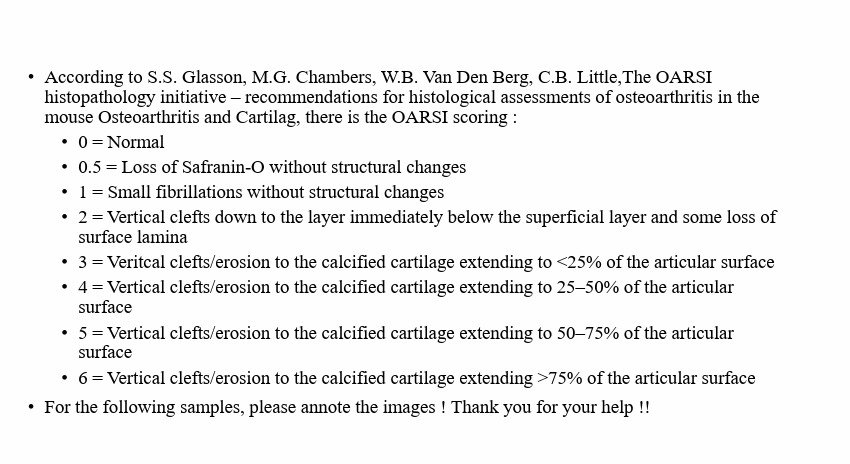 • According to S.S. Glasson, M.G. Chambers, W.B. Van Den Berg, C.B. Little,The OARSI
histopathology initiative – recommendations for histological assessments of osteoarthritis in the
mouse Osteoarthritis and Cartilag, there is the OARSI scoring :
• 0 = Normal
• 0.5 = Loss of Safranin-O without structural changes
• 1 = Small fibrillations without structural changes
• 2 = Vertical clefts down to the layer immediately below the superficial layer and some loss of
surface lamina
• 3 = Veritcal clefts/erosion to the calcified cartilage extending to <25% of the articular surface
• 4 = Vertical clefts/erosion to the calcified cartilage extending to 25–50% of the articular
surface
• 5 = Vertical clefts/erosion to the calcified cartilage extending to 50–75% of the articular
surface
• 6 = Vertical clefts/erosion to the calcified cartilage extending >75% of the articular surface
• For the following samples, please annote the images ! Thank you for your help !!